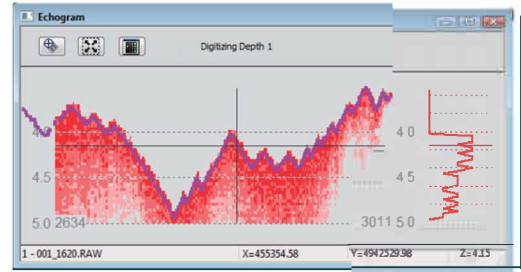 Echogram
Digitizing Depth 1
4.0 4 0
4.5 4 5
5.0 2634 3011 5 0
1 - 001_1620.RAW X=455354.58 Y=4942529.98 Z=4.15